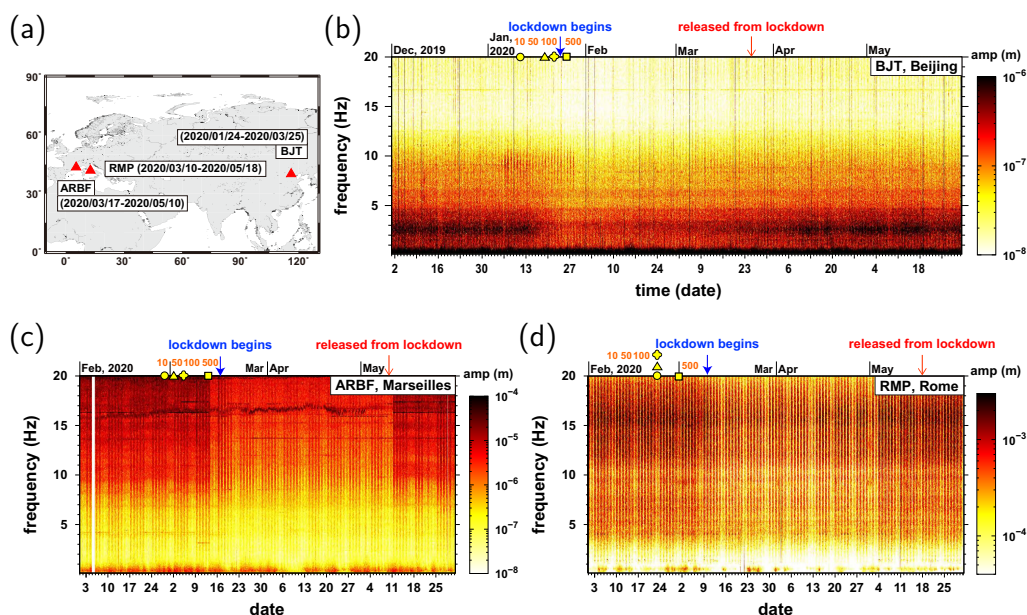 (a)
90˚
60˚
30˚
0˚
0˚ 30˚ 60˚ 90˚ 120˚
(2020/01/24-2020/03/25)
BJT
RMP (2020/03/10-2020/05/18)
ARBF
(2020/03/17-2020/05/10)
(b)
lockdown begins
released from lockdown
10 50 100 500
Dec, 2019
Jan, 2020
Feb
Mar
Apr
May
amp (m)
BJT, Beijing
frequency (Hz)
20
15
10
5
10⁻⁶
10⁻⁷
10⁻⁸
2 16 30 13 27 10 24 9 23 6 20 4 18
time (date)
(c)
lockdown begins
released from lockdown
10 50 100 500
Feb, 2020
Mar
Apr
May
amp (m)
ARBF, Marseilles
frequency (Hz)
20
15
10
5
10⁻⁴
10⁻⁵
10⁻⁶
10⁻⁷
10⁻⁸
3 10 17 24 2 9 16 23 30 6 13 20 27 4 11 18 25
date
(d)
lockdown begins
released from lockdown
10 50 100
500
Feb, 2020
Mar
Apr
May
amp (m)
RMP, Rome
frequency (Hz)
20
15
10
5
10⁻³
10⁻⁴
3 10 17 24 2 9 16 23 30 6 13 20 27 4 11 18 25
date